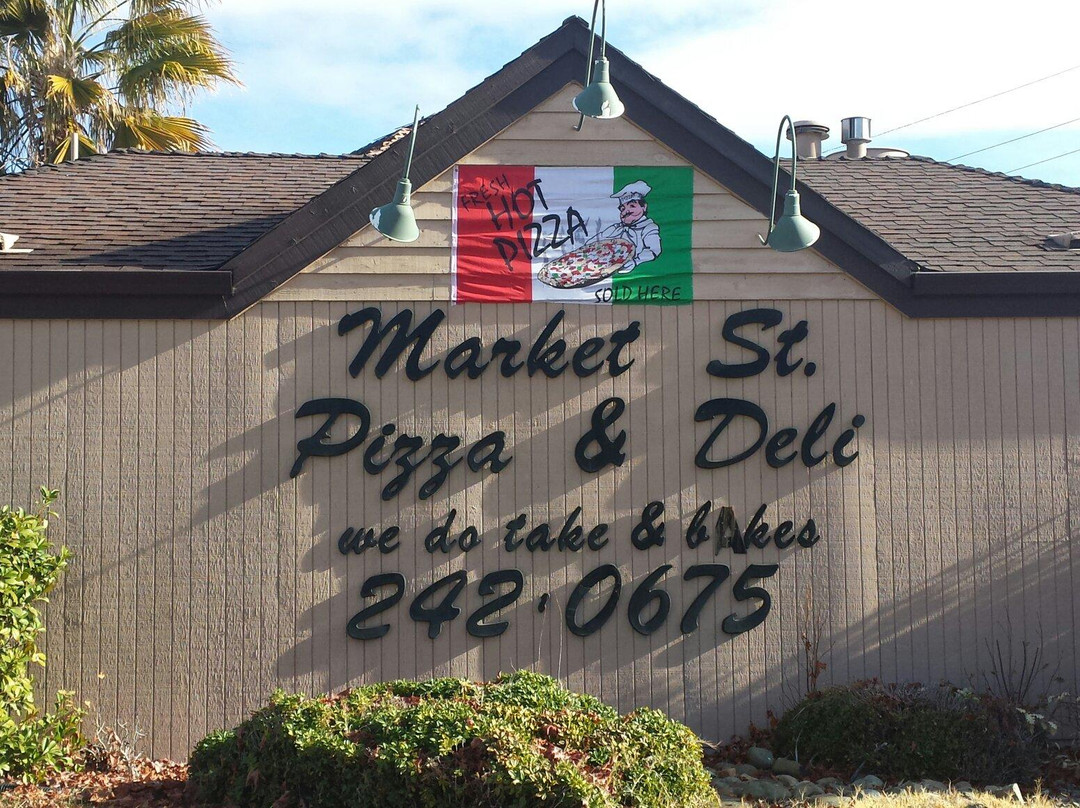 FRESH
HOT
PIZZA
SOLD HERE
Market St.
Pizza & Deli
we do take & bAkes
242·0675